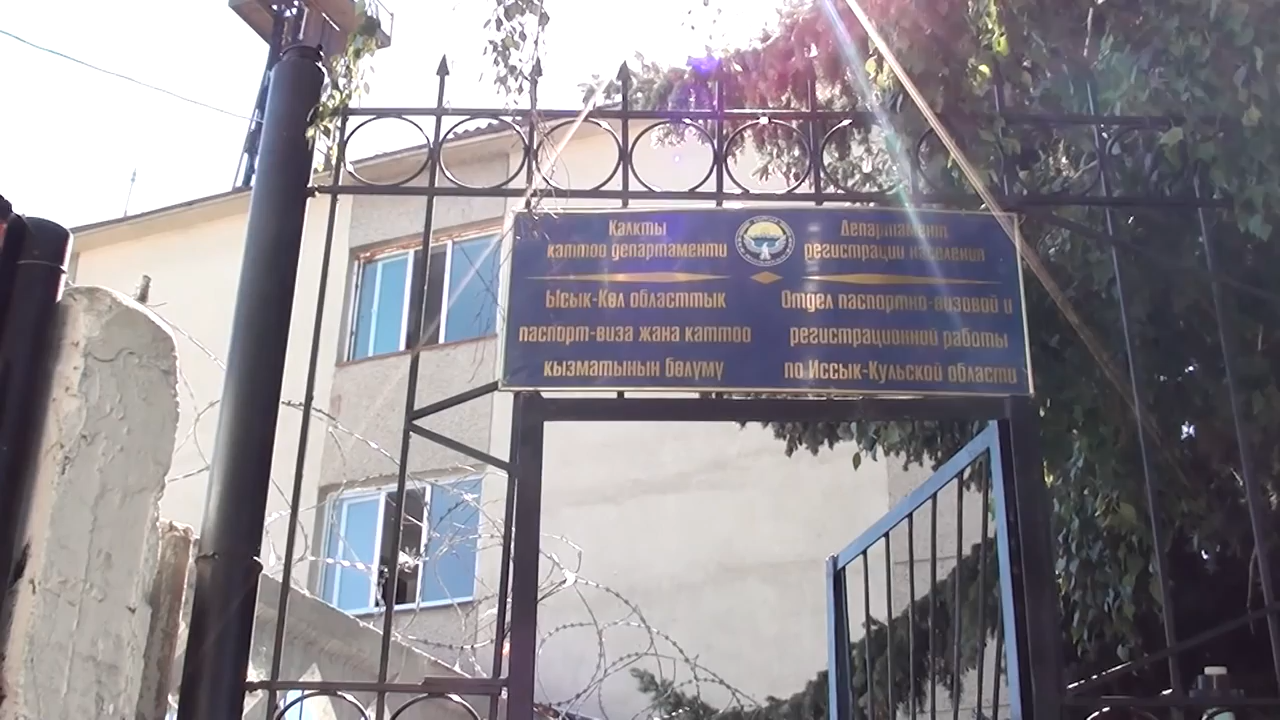 Калкты
каттоо департаменти
Ысык-Көл областтык
паспорт-виза жана каттоо
кызматынын бөлүмү
Департамент
регистрации населения
Отдел паспортно-визовой и
регистрационной работы
по Иссык-Кульской области